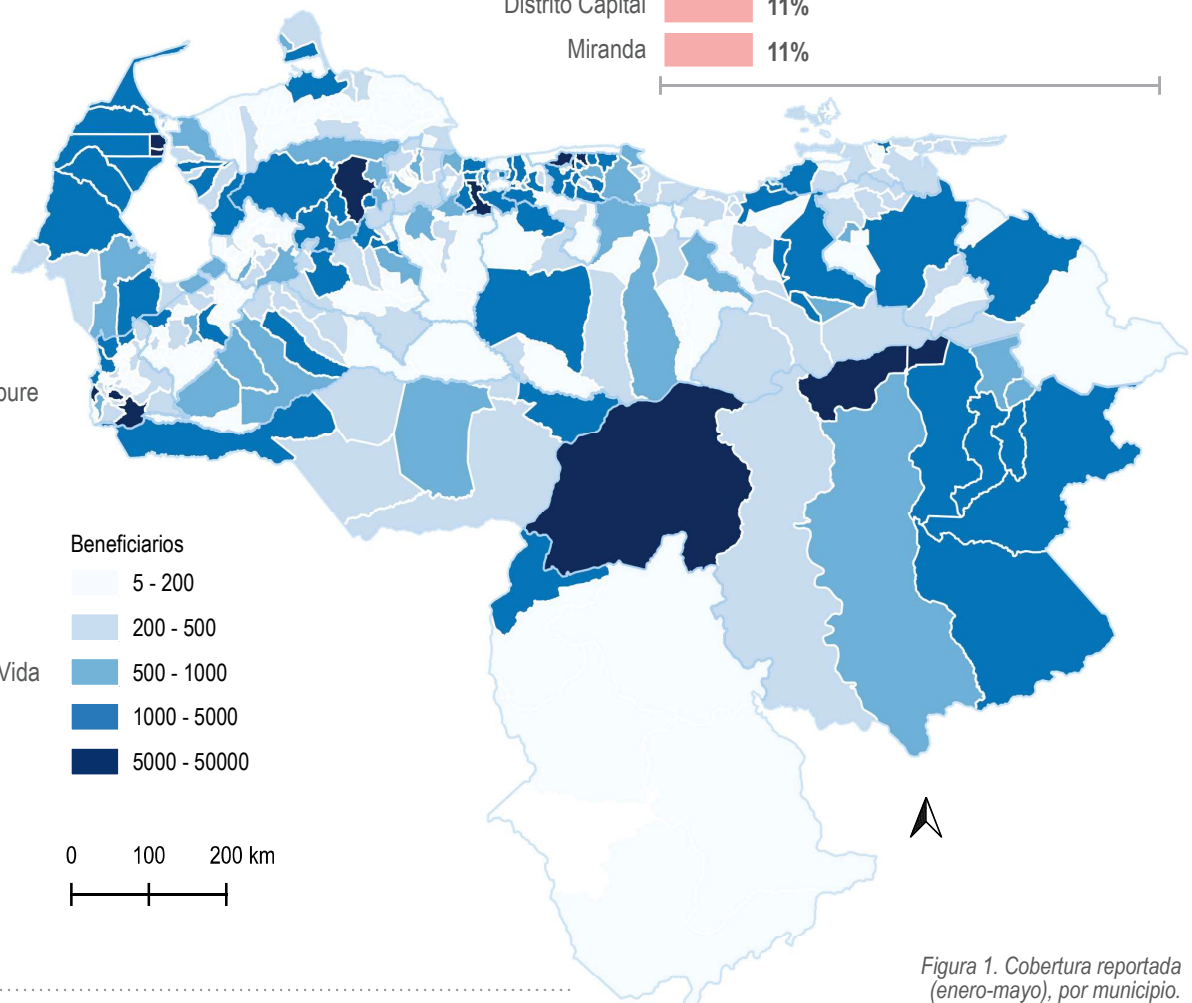 Distrito Capital 11%
Miranda 11%
Beneficiarios
5 - 200
200 - 500
500 - 1000
1000 - 5000
5000 - 50000
Vida
0 100 200 km
Figura 1. Cobertura reportada
(enero-mayo), por municipio.